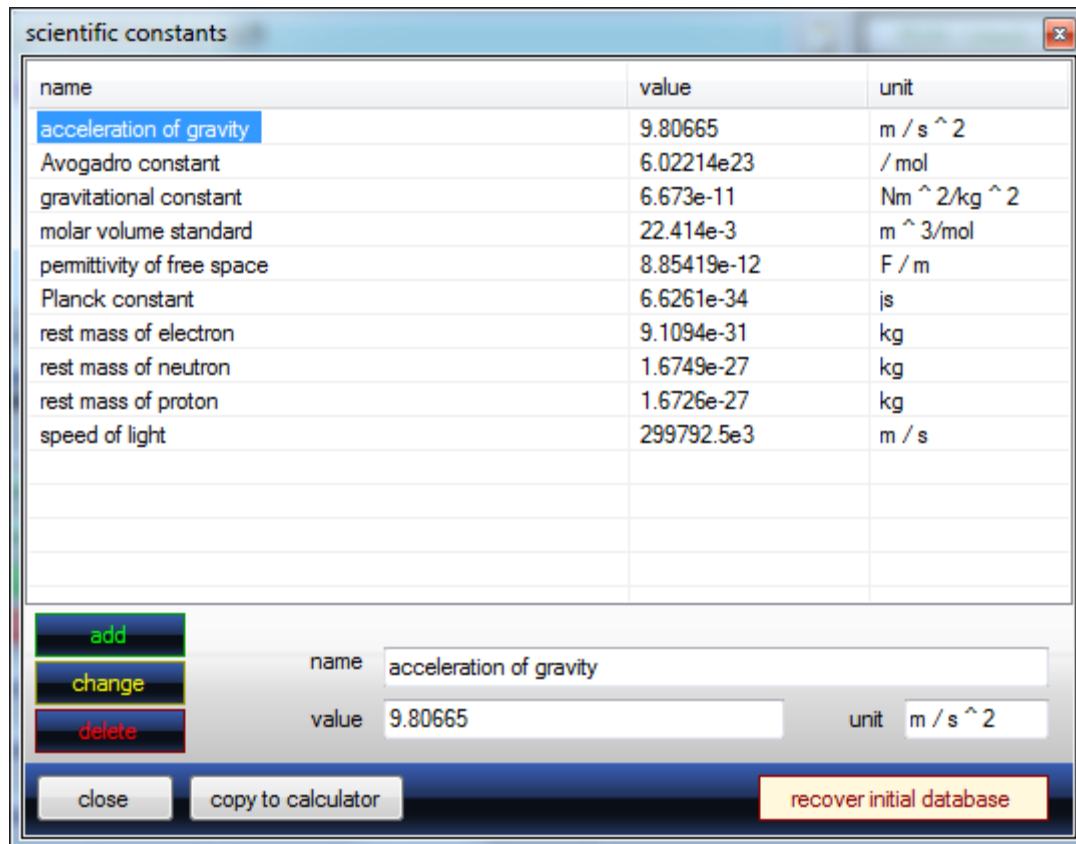 scientific constants
name value unit
acceleration of gravity 9.80665 m / s ^ 2
Avogadro constant 6.02214e23 / mol
gravitational constant 6.673e-11 Nm ^ 2/kg ^ 2
molar volume standard 22.414e-3 m ^ 3/mol
permittivity of free space 8.85419e-12 F / m
Planck constant 6.6261e-34 js
rest mass of electron 9.1094e-31 kg
rest mass of neutron 1.6749e-27 kg
rest mass of proton 1.6726e-27 kg
speed of light 299792.5e3 m / s
add
name acceleration of gravity
change
value 9.80665 unit m / s ^ 2
delete
close copy to calculator recover initial database